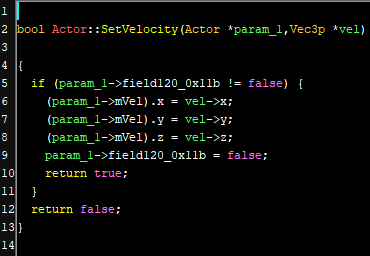 1
2 bool Actor::SetVelocity(Actor *param_1,Vec3p *vel)
3
4 {
5 if (param_1->field120_0x11b != false) {
6 (param_1->mVel).x = vel->x;
7 (param_1->mVel).y = vel->y;
8 (param_1->mVel).z = vel->z;
9 param_1->field120_0x11b = false;
10 return true;
11 }
12 return false;
13 }
14